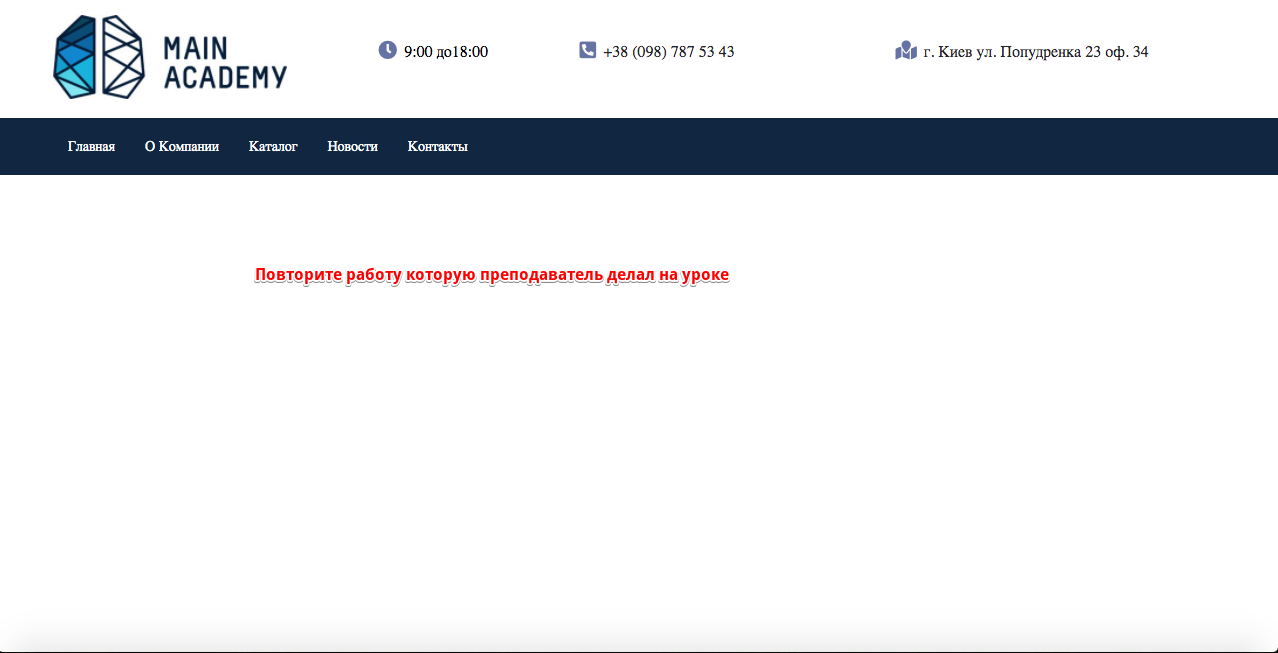 MAIN
ACADEMY
9:00 до18:00
+38 (098) 787 53 43
г. Киев ул. Попудренка 23 оф. 34
Главная О Компании Каталог Новости Контакты
Повторите работу которую преподаватель делал на уроке